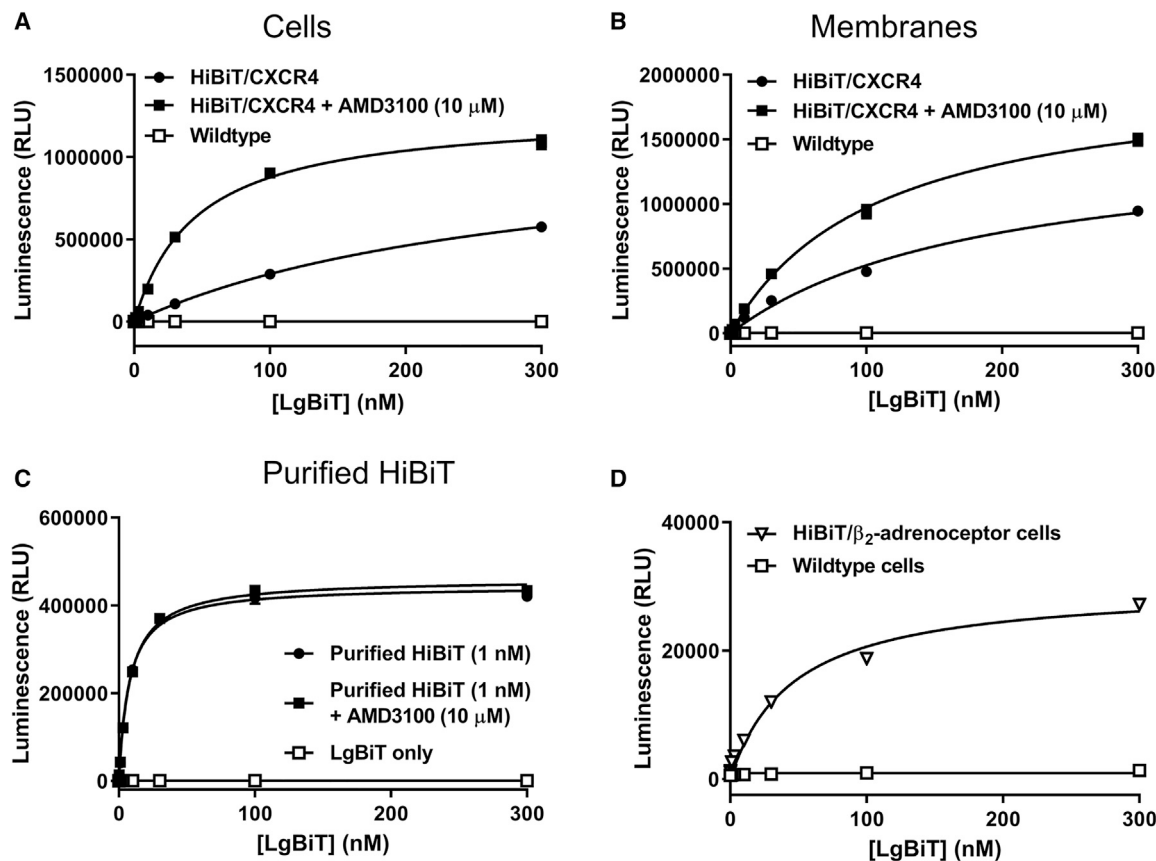 A
Cells
HiBiT/CXCR4
HiBiT/CXCR4 + AMD3100 (10 μM)
Wildtype
1500000
1000000
500000
0
Luminescence (RLU)
0 100 200 300
[LgBiT] (nM)
B
Membranes
HiBiT/CXCR4
HiBiT/CXCR4 + AMD3100 (10 μM)
Wildtype
2000000
1500000
1000000
500000
0
Luminescence (RLU)
0 100 200 300
[LgBiT] (nM)
C
Purified HiBiT
600000
400000
200000
0
Luminescence (RLU)
Purified HiBiT (1 nM)
Purified HiBiT (1 nM)
+ AMD3100 (10 μM)
LgBiT only
0 100 200 300
[LgBiT] (nM)
D
HiBiT/β₂-adrenoceptor cells
Wildtype cells
40000
20000
0
Luminescence (RLU)
0 100 200 300
[LgBiT] (nM)